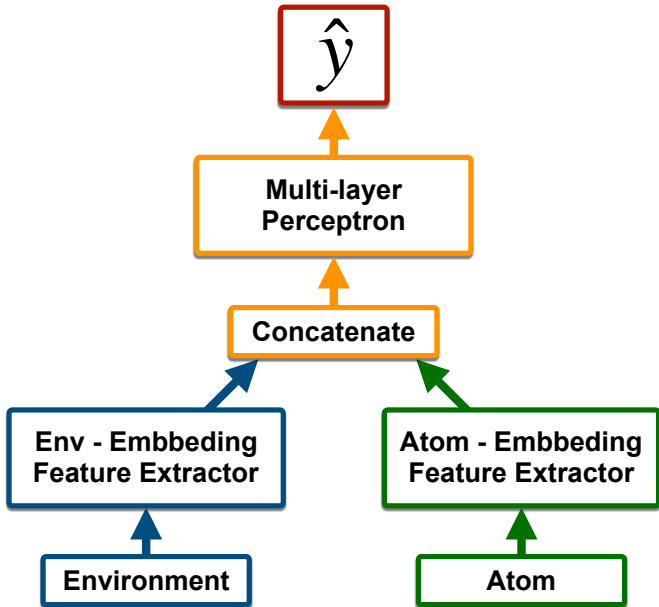 ŷ
Multi-layer
Perceptron
Concatenate
Env - Embbeding
Feature Extractor
Atom - Embbeding
Feature Extractor
Environment
Atom